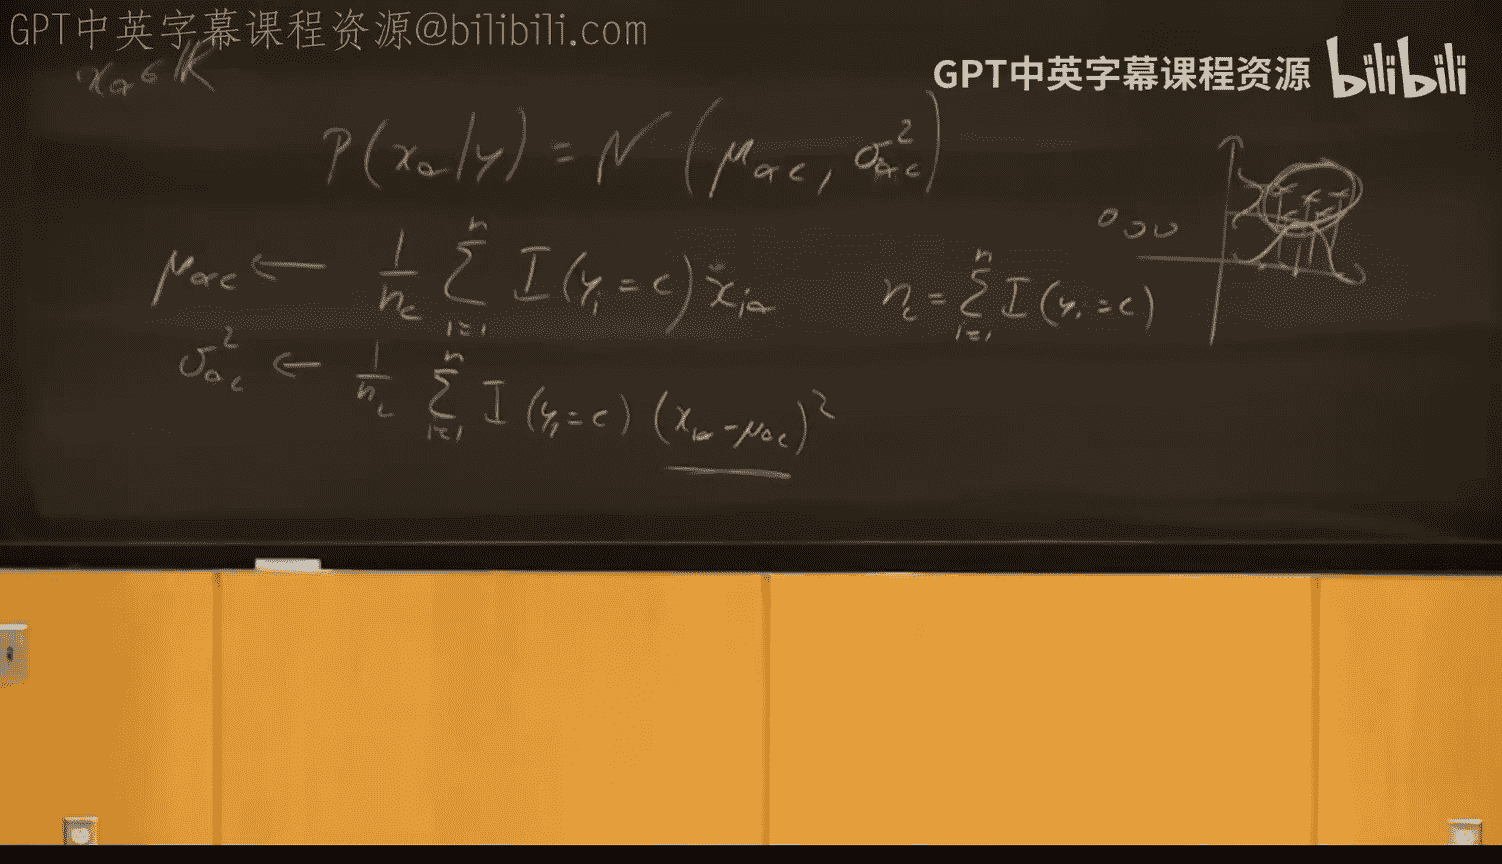 GPT中英字幕课程资源@bilibili.com
GPT中英字幕课程资源 bilibili
x_α ∈ ℝ
P(x_α|y) = N(μ_αc, σ²_αc)
μ_αc ← 1/n_c Σ_{i=1}^{n} I(y_i = c) x_iα    n_c = Σ_{i=1}^{n} I(y_i = c)
σ²_αc ← 1/n_c Σ_{i=1}^{n} I(y_i = c) (x_iα - μ_αc)²